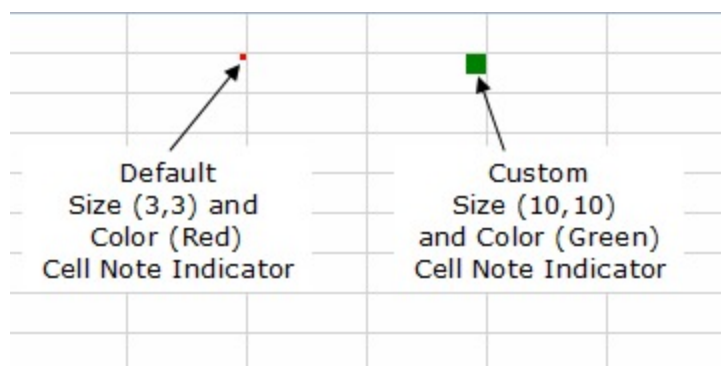 Default
Size (3,3) and
Color (Red)
Cell Note Indicator
Custom
Size (10,10)
and Color (Green)
Cell Note Indicator